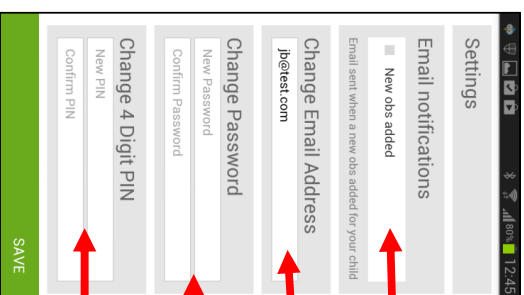 80% 12:45
Settings
Email notifications
New obs added
Email sent when a new obs added for your child
Change Email Address
jb@test.com
Change Password
New Password
Confirm Password
Change 4 Digit PIN
New PIN
Confirm PIN
SAVE